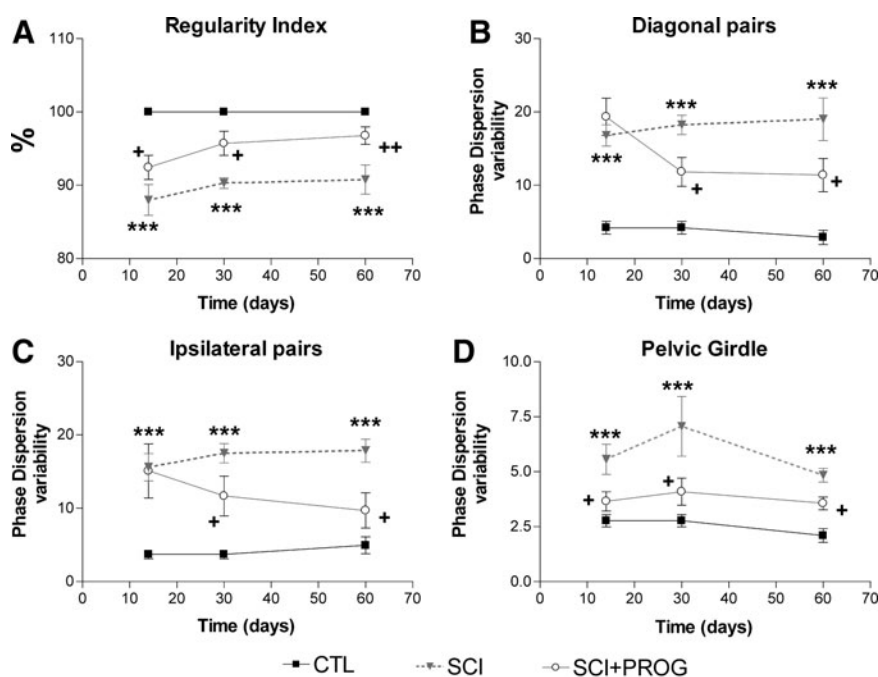 A
Regularity Index
%
110
100
90
80
+
+
++
***
***
***
0 10 20 30 40 50 60 70
Time (days)
B
Diagonal pairs
Phase Dispersion
variability
30
20
10
0
***
***
***
+
+
0 10 20 30 40 50 60 70
Time (days)
C
Ipsilateral pairs
Phase Dispersion
variability
30
20
10
0
***
***
***
+
+
0 10 20 30 40 50 60 70
Time (days)
D
Pelvic Girdle
Phase Dispersion
variability
10.0
7.5
5.0
2.5
0.0
***
***
***
+
+
+
0 10 20 30 40 50 60 70
Time (days)
CTL SCI SCI+PROG